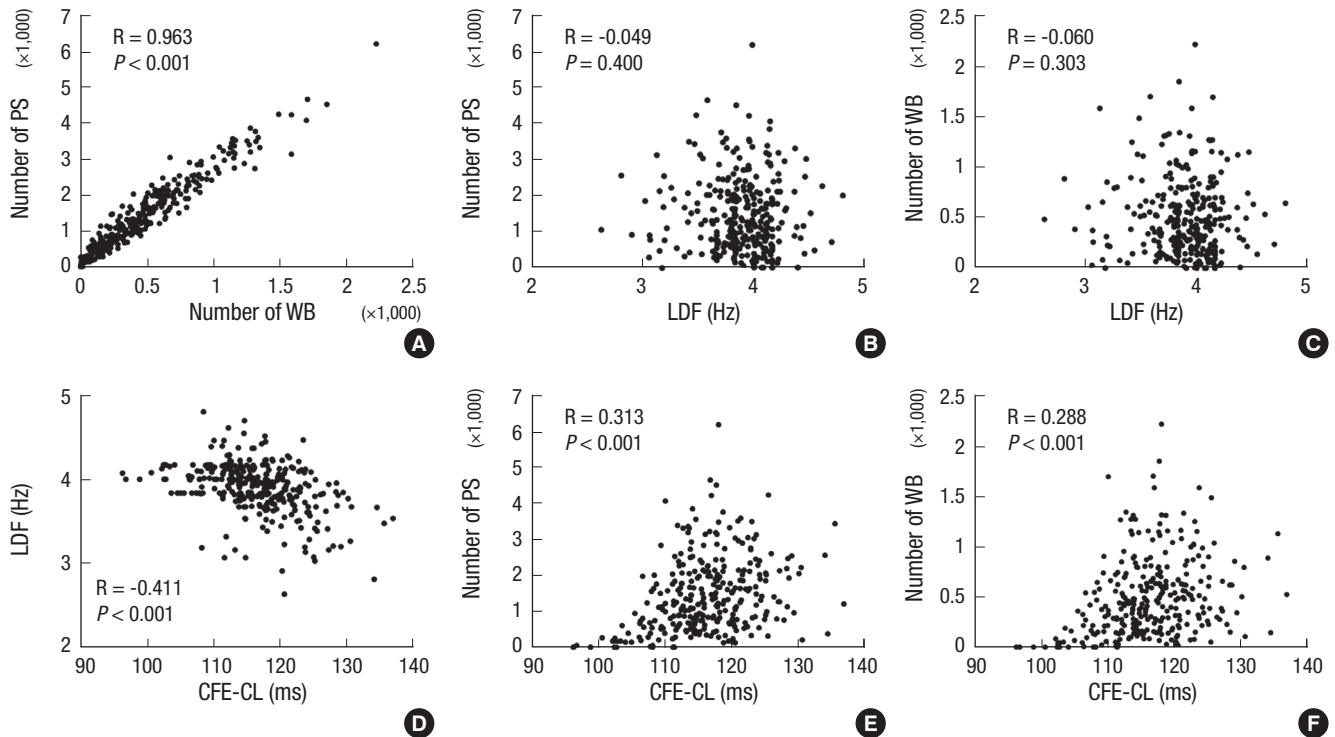 (×1,000)
Number of PS
7
6
5
4
3
2
1
0
R = 0.963
P < 0.001
0 0.5 1 1.5 2 2.5
Number of WB (×1,000)
A
(×1,000)
Number of PS
7
6
5
4
3
2
1
0
R = -0.049
P = 0.400
2 3 4 5
LDF (Hz)
B
(×1,000)
Number of WB
2.5
2
1.5
1
0.5
0
R = -0.060
P = 0.303
2 3 4 5
LDF (Hz)
C
LDF (Hz)
5
4
3
2
R = -0.411
P < 0.001
90 100 110 120 130 140
CFE-CL (ms)
D
(×1,000)
Number of PS
7
6
5
4
3
2
1
0
R = 0.313
P < 0.001
90 100 110 120 130 140
CFE-CL (ms)
E
(×1,000)
Number of WB
2.5
2
1.5
1
0.5
0
R = 0.288
P < 0.001
90 100 110 120 130 140
CFE-CL (ms)
F